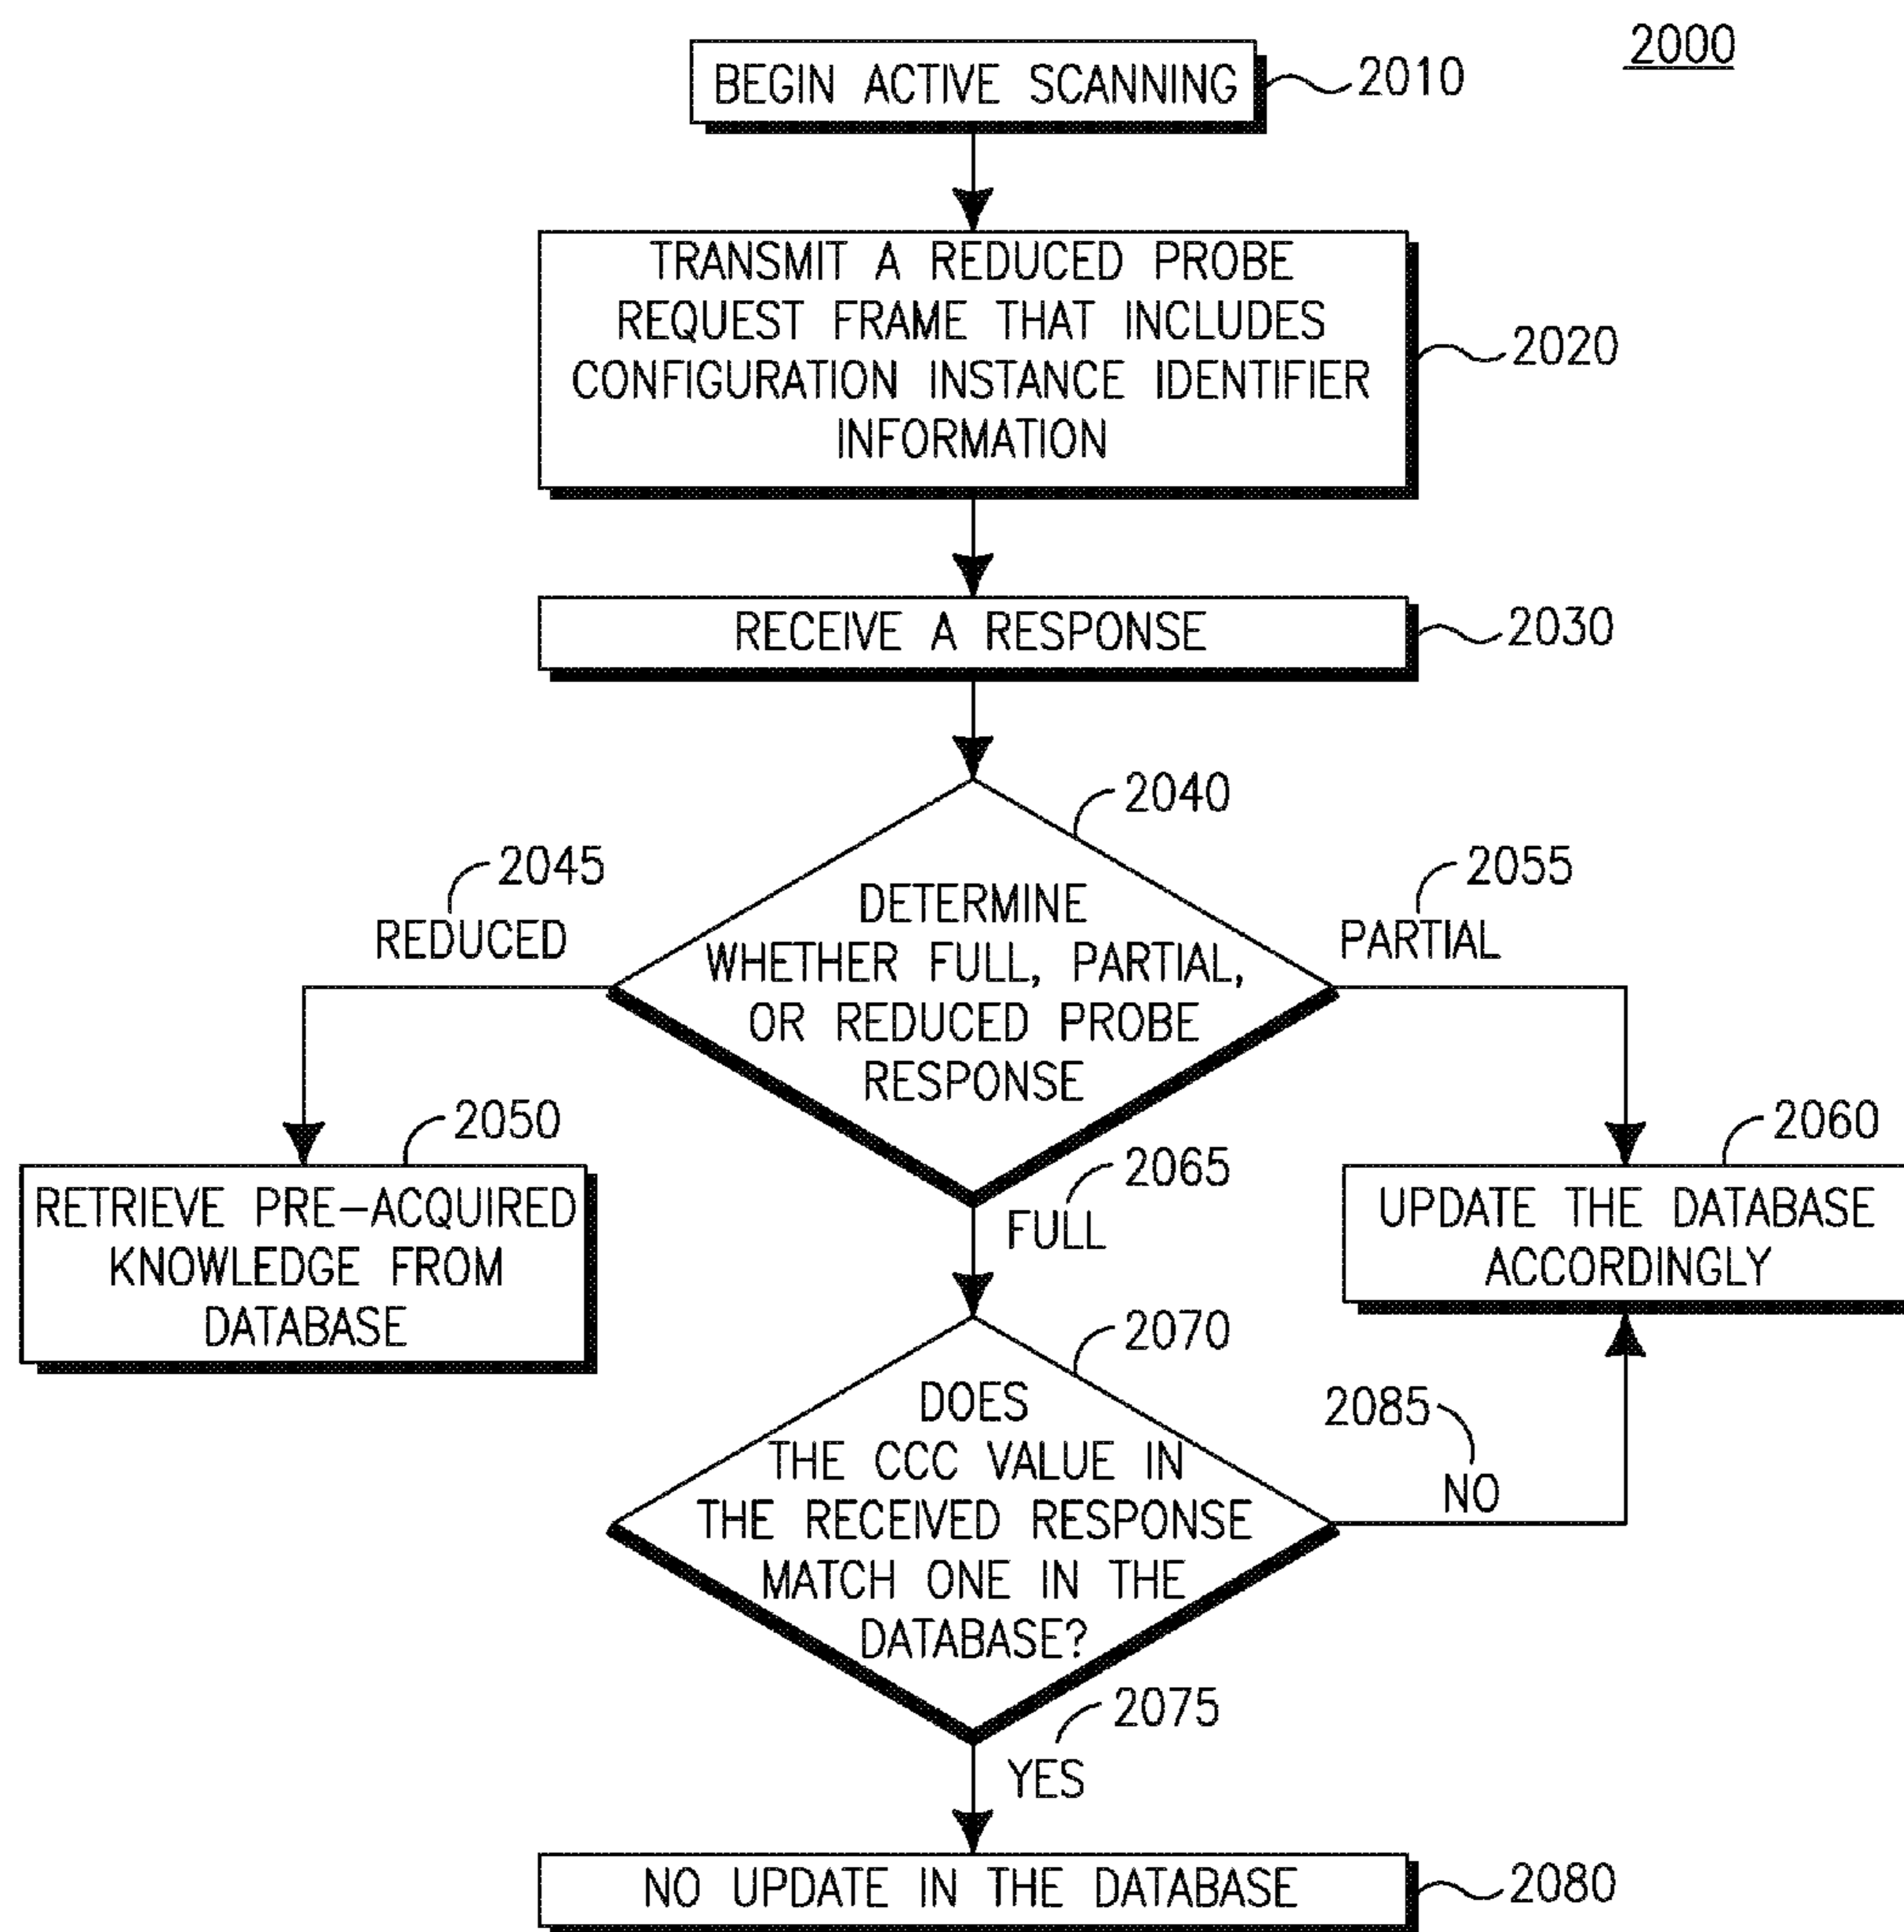 2000
BEGIN ACTIVE SCANNING
2010
TRANSMIT A REDUCED PROBE
REQUEST FRAME THAT INCLUDES
CONFIGURATION INSTANCE IDENTIFIER
INFORMATION
2020
RECEIVE A RESPONSE
2030
2040
DETERMINE
WHETHER FULL, PARTIAL,
OR REDUCED PROBE
RESPONSE
2045
REDUCED
2055
PARTIAL
2050
RETRIEVE PRE-ACQUIRED
KNOWLEDGE FROM
DATABASE
2065
FULL
2060
UPDATE THE DATABASE
ACCORDINGLY
2070
DOES
THE CCC VALUE IN
THE RECEIVED RESPONSE
MATCH ONE IN THE
DATABASE?
2085
NO
2075
YES
NO UPDATE IN THE DATABASE
2080